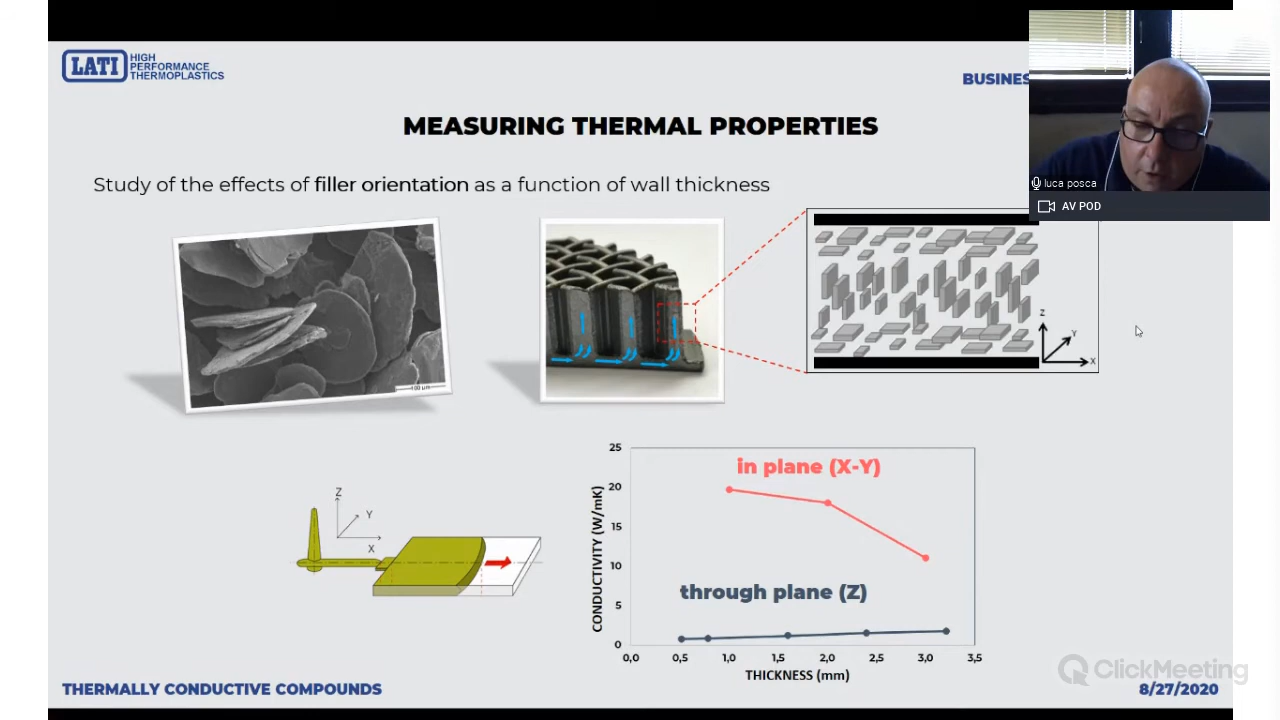 LATI HIGH
PERFORMANCE
THERMOPLASTICS
BUSINES
luca posca
AV POD
MEASURING THERMAL PROPERTIES
Study of the effects of filler orientation as a function of wall thickness
100 µm
Z
Y
X
Z
Y
X
CONDUCTIVITY (W/mK)
25
20
15
10
5
0
in plane (X-Y)
through plane (Z)
0,0 0,5 1,0 1,5 2,0 2,5 3,0 3,5
THICKNESS (mm)
ClickMeeting
THERMALLY CONDUCTIVE COMPOUNDS
8/27/2020